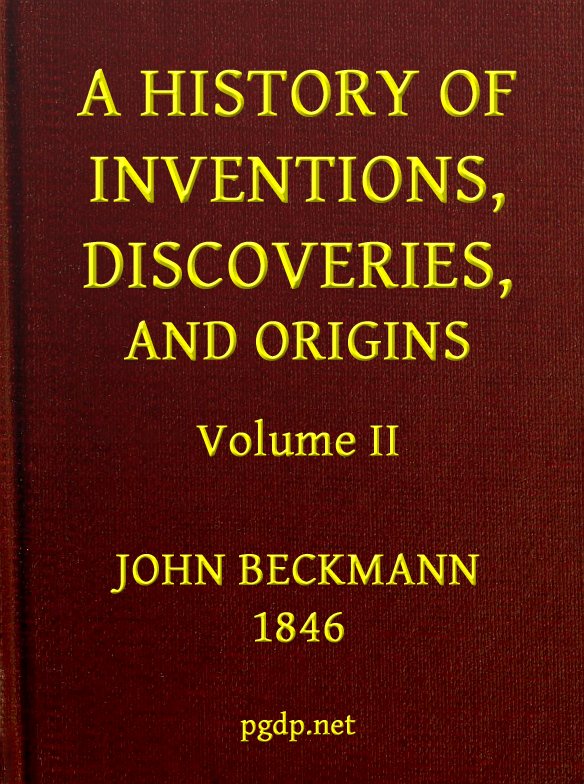 A HISTORY OF
INVENTIONS,
DISCOVERIES,
AND ORIGINS
Volume II
JOHN BECKMANN
1846
pgdp.net